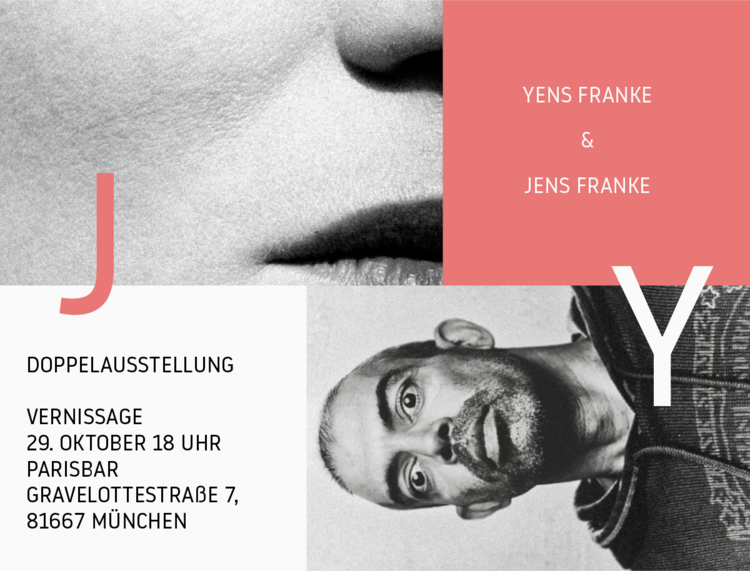 YENS FRANKE
&
JENS FRANKE
J
Y
DOPPELAUSSTELLUNG
VERNISSAGE
29. OKTOBER 18 UHR
PARISBAR
GRAVELOTTESTRAßE 7,
81667 MÜNCHEN